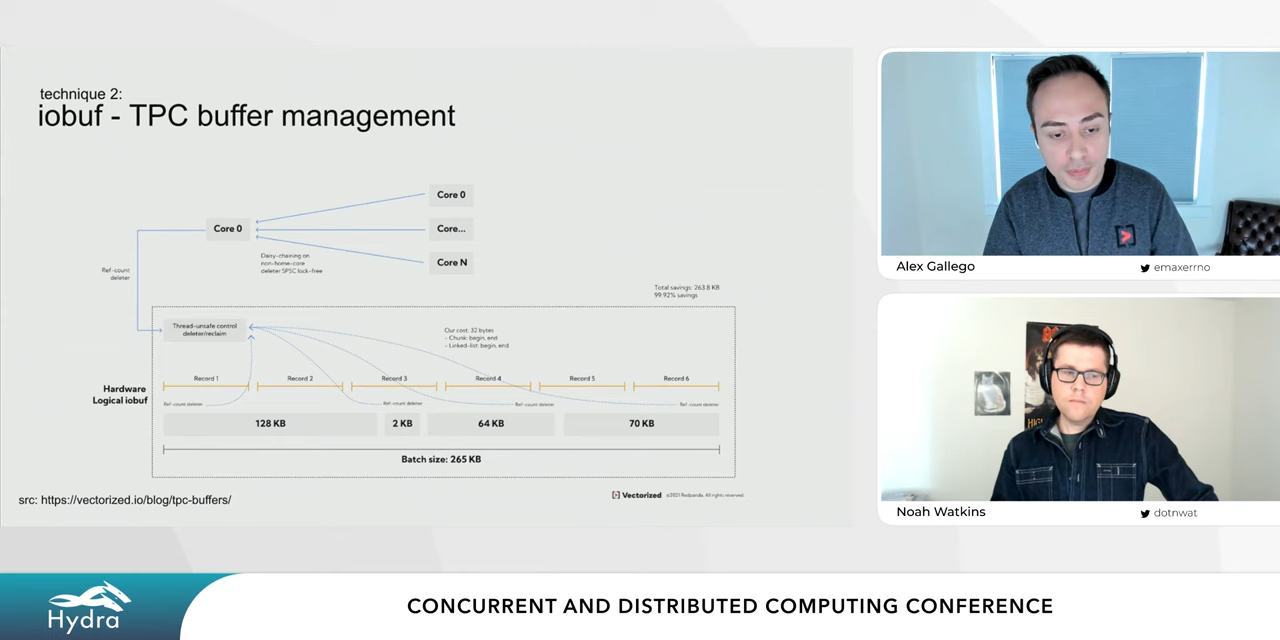 technique 2:
iobuf - TPC buffer management
Core 0
Core 0
Core...
Core N
Daisy-chaining on
non-home-core
deleter SPSC lock-free
Ref-count
deleter
Total savings: 263.8 KB
99.92% savings
Thread-unsafe control
deleter/reclaim
Our cost: 32 bytes
- Chunk: begin, end
- Linked-list: begin, end
Hardware
Logical iobuf
Record 1
Record 2
Record 3
Record 4
Record 5
Record 6
Ref-count deleter
Ref-count deleter
Ref-count deleter
Ref-count deleter
128 KB
2 KB
64 KB
70 KB
Batch size: 265 KB
src: https://vectorized.io/blog/tpc-buffers/
Vectorized
©2021 Redpanda. All rights reserved.
Alex Gallego
emaxerrno
Noah Watkins
dotnwat
Hydra
CONCURRENT AND DISTRIBUTED COMPUTING CONFERENCE